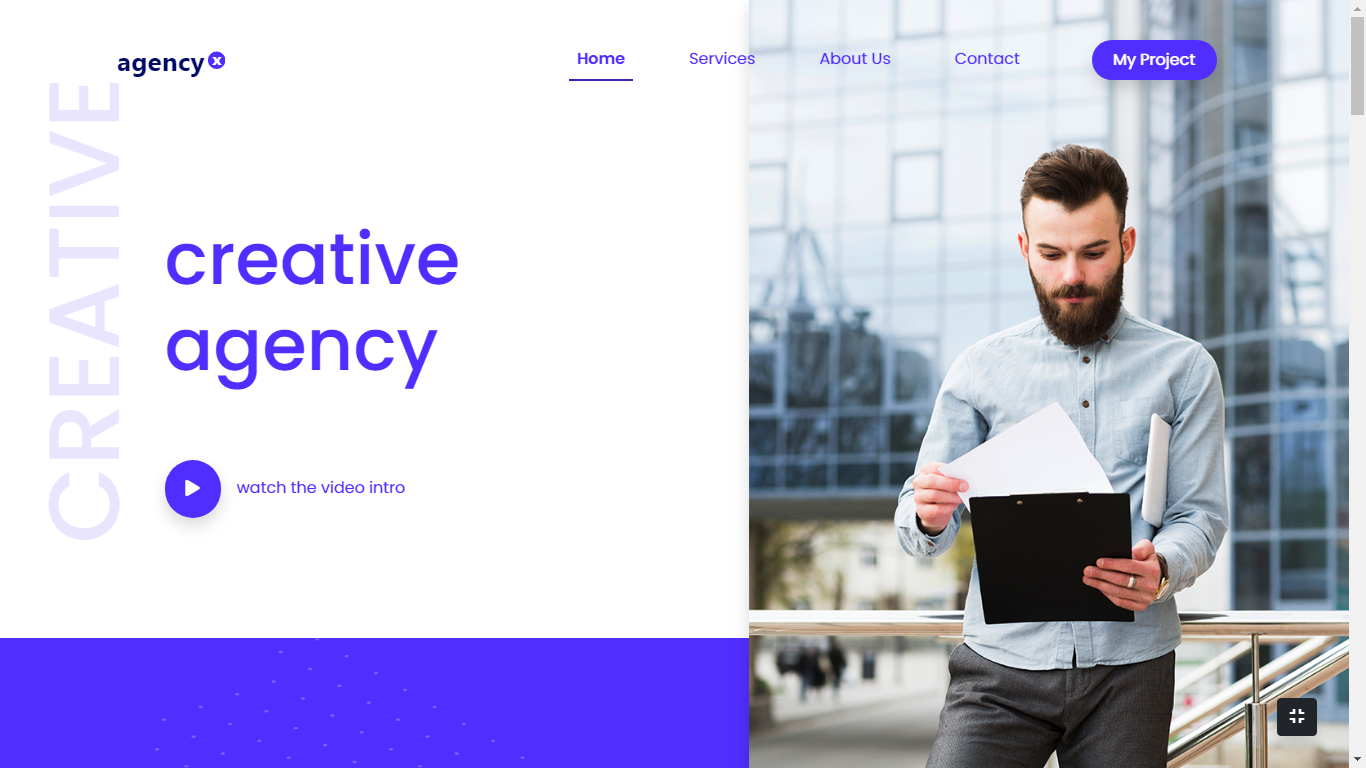 agency x
Home
Services
About Us
Contact
My Project
CREATIVE
creative
agency
watch the video intro